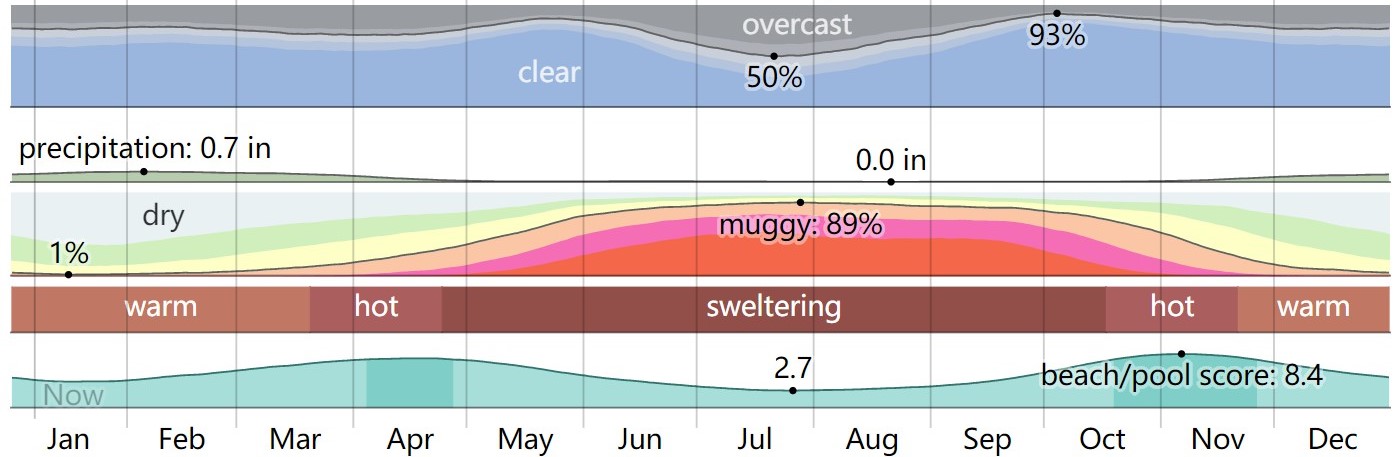 overcast
93%
50%
clear
precipitation: 0.7 in
0.0 in
dry
muggy: 89%
1%
warm hot sweltering hot warm
2.7
beach/pool score: 8.4
Now
Jan Feb Mar Apr May Jun Jul Aug Sep Oct Nov Dec